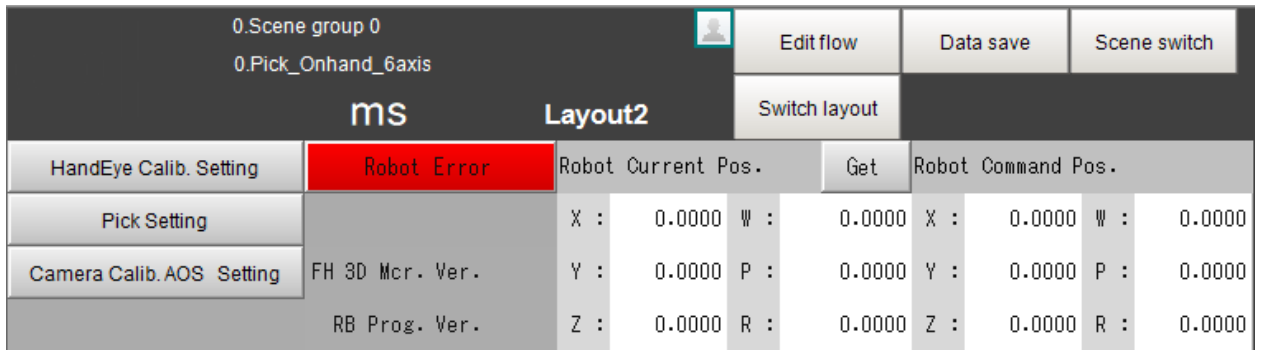 0.Scene group 0
0.Pick_Onhand_6axis
ms Layout2
Edit flow Data save Scene switch
Switch layout
HandEye Calib. Setting Robot Error Robot Current Pos. Get Robot Command Pos.
Pick Setting X : 0.0000 W : 0.0000 X : 0.0000 W : 0.0000
Camera Calib. AOS Setting FH 3D Mcr. Ver. Y : 0.0000 P : 0.0000 Y : 0.0000 P : 0.0000
RB Prog. Ver. Z : 0.0000 R : 0.0000 Z : 0.0000 R : 0.0000